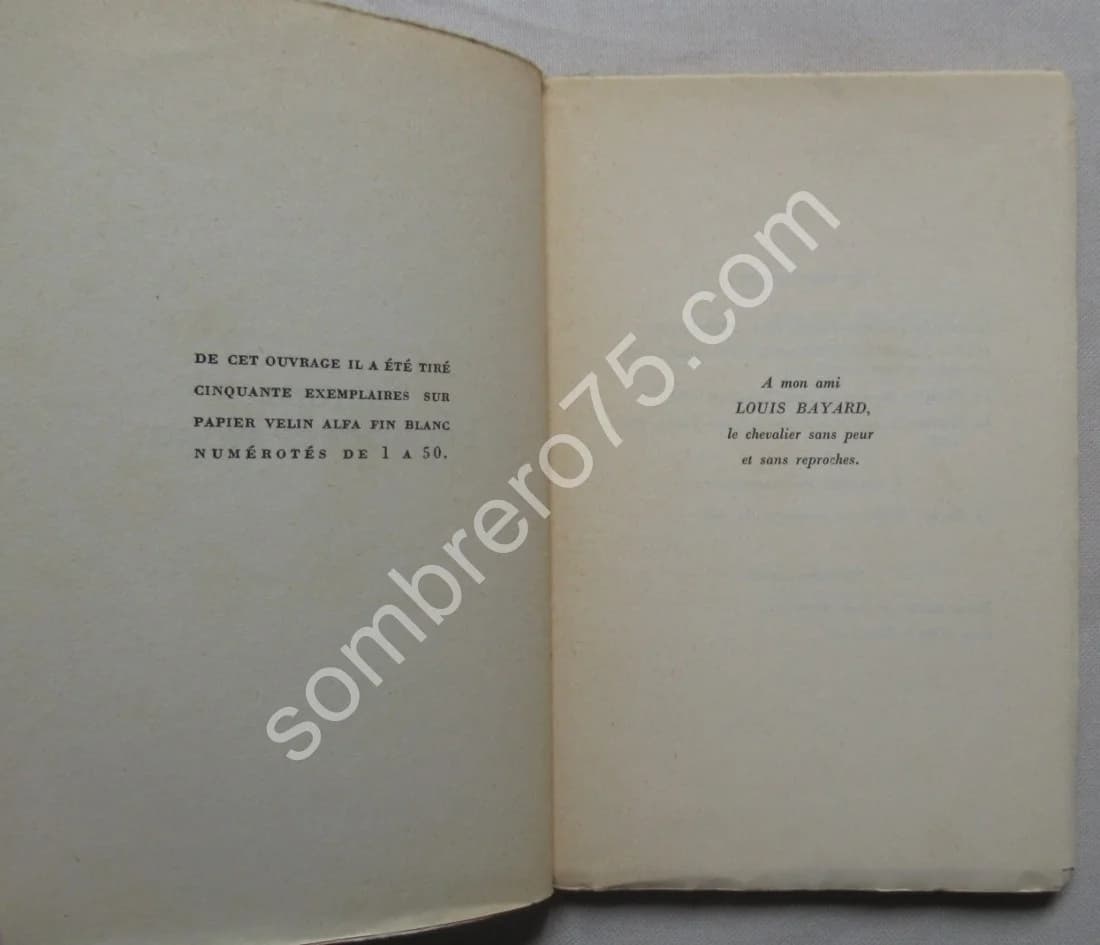 DE CET OUVRAGE IL A ÉTÉ TIRÉ
CINQUANTE EXEMPLAIRES SUR
PAPIER VELIN ALFA FIN BLANC
NUMÉROTÉS DE 1 A 50.
A mon ami
LOUIS BAYARD,
le chevalier sans peur
et sans reproches.
sombrero75.com